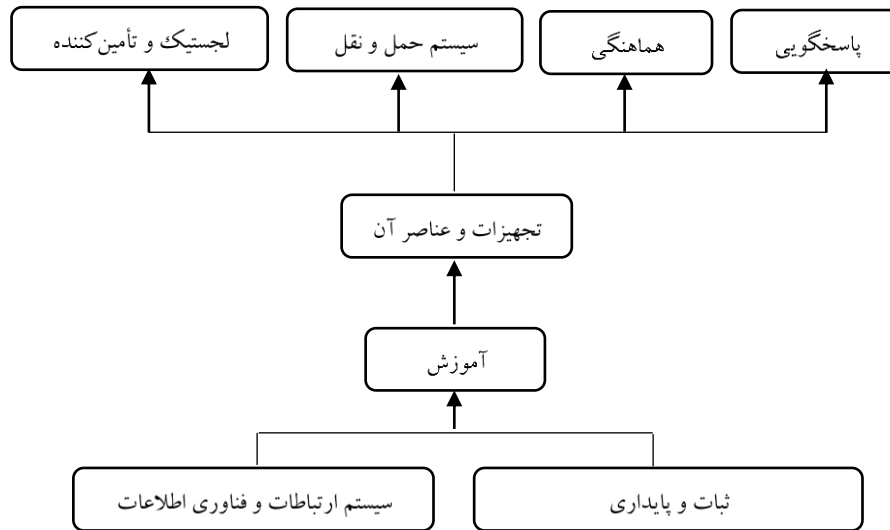 پاسخگویی
هماهنگی
سیستم حمل و نقل
لجستیک و تأمین‌کننده
تجهیزات و عناصر آن
آموزش
ثبات و پایداری
سیستم ارتباطات و فناوری اطلاعات